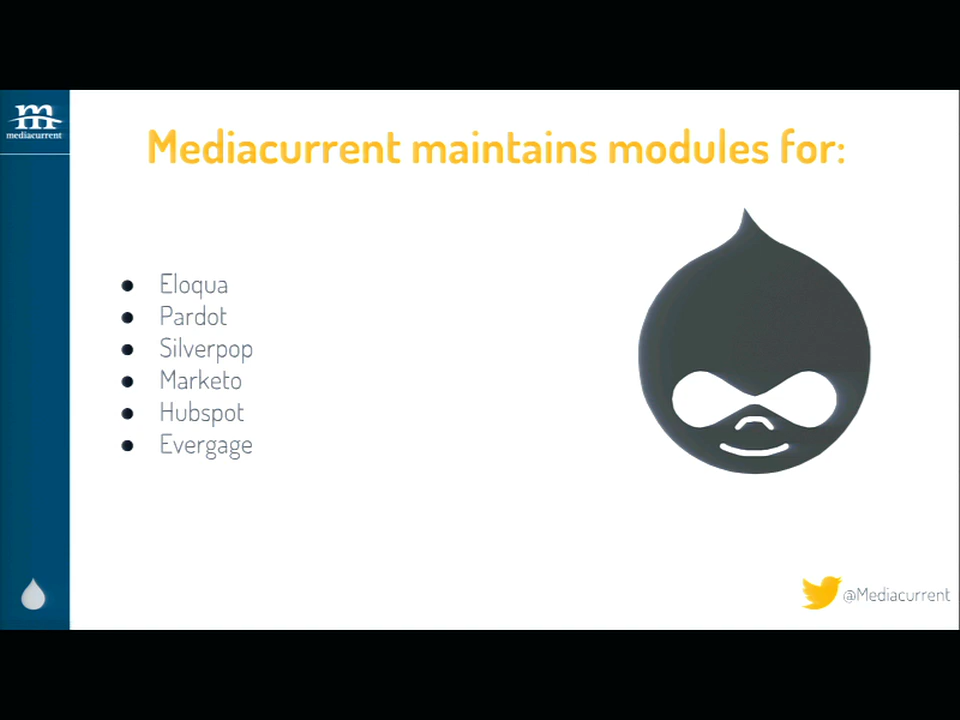 m
mediacurrent
Mediacurrent maintains modules for:
● Eloqua
● Pardot
● Silverpop
● Marketo
● Hubspot
● Evergage
@Mediacurrent